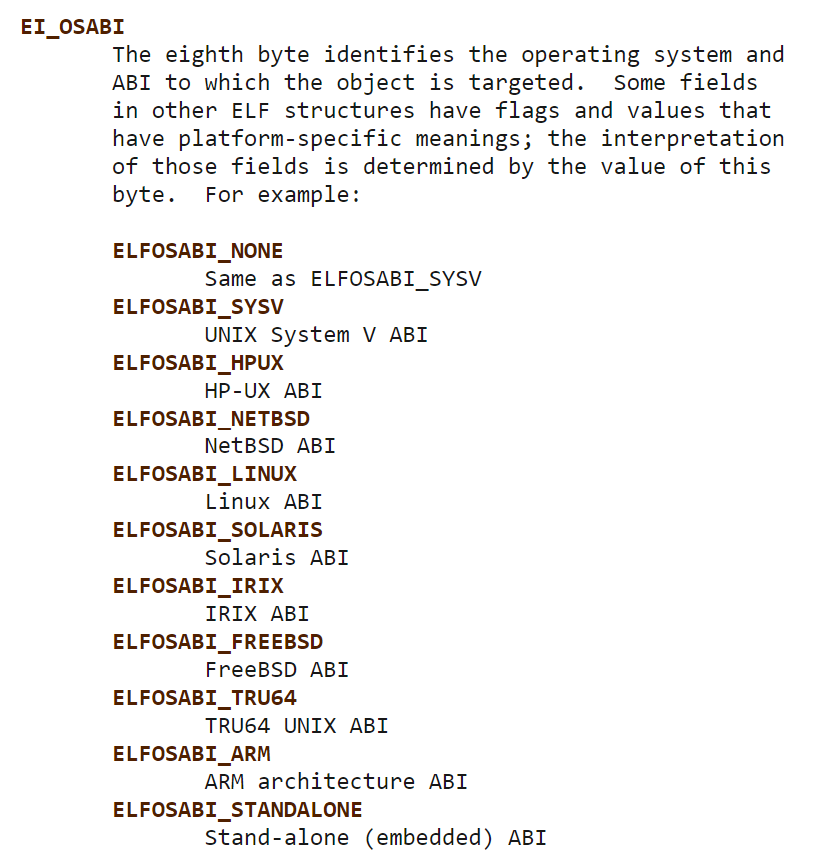 EI_OSABI
The eighth byte identifies the operating system and
ABI to which the object is targeted.  Some fields
in other ELF structures have flags and values that
have platform-specific meanings; the interpretation
of those fields is determined by the value of this
byte.  For example:
ELFOSABI_NONE
Same as ELFOSABI_SYSV
ELFOSABI_SYSV
UNIX System V ABI
ELFOSABI_HPUX
HP-UX ABI
ELFOSABI_NETBSD
NetBSD ABI
ELFOSABI_LINUX
Linux ABI
ELFOSABI_SOLARIS
Solaris ABI
ELFOSABI_IRIX
IRIX ABI
ELFOSABI_FREEBSD
FreeBSD ABI
ELFOSABI_TRU64
TRU64 UNIX ABI
ELFOSABI_ARM
ARM architecture ABI
ELFOSABI_STANDALONE
Stand-alone (embedded) ABI